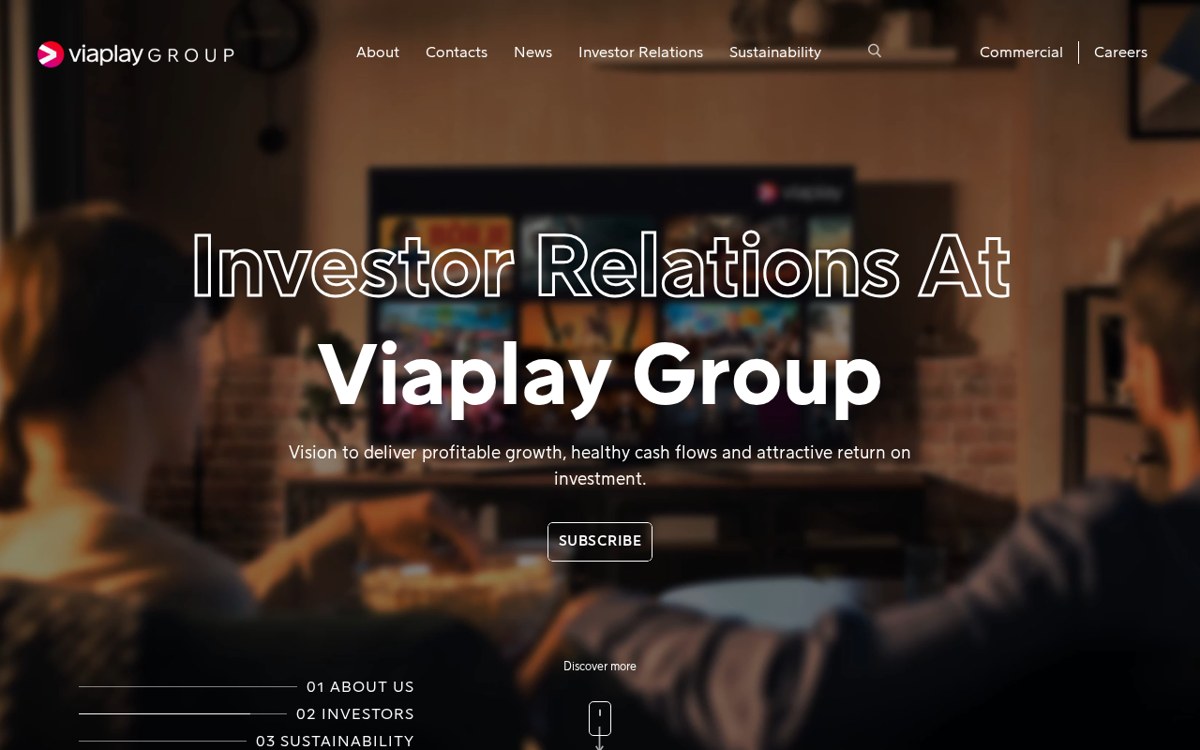 viaplay GROUP
About
Contacts
News
Investor Relations
Sustainability
Commercial
Careers
viaplay
Investor Relations At
Viaplay Group
Vision to deliver profitable growth, healthy cash flows and attractive return on
investment.
SUBSCRIBE
Discover more
01 ABOUT US
02 INVESTORS
03 SUSTAINABILITY